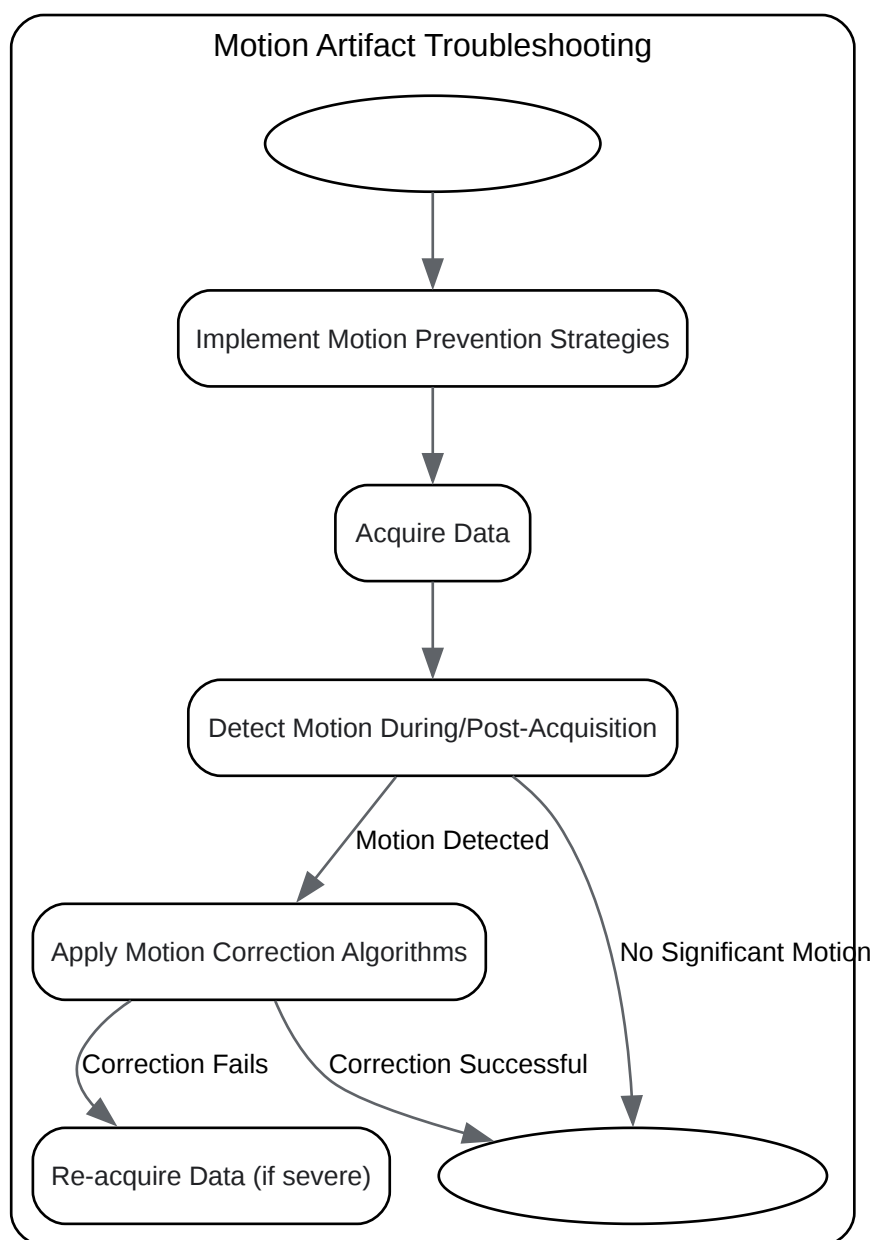 Motion Artifact Troubleshooting
Implement Motion Prevention Strategies
Acquire Data
Detect Motion During/Post-Acquisition
Motion Detected
Apply Motion Correction Algorithms
No Significant Motion
Correction Fails
Correction Successful
Re-acquire Data (if severe)